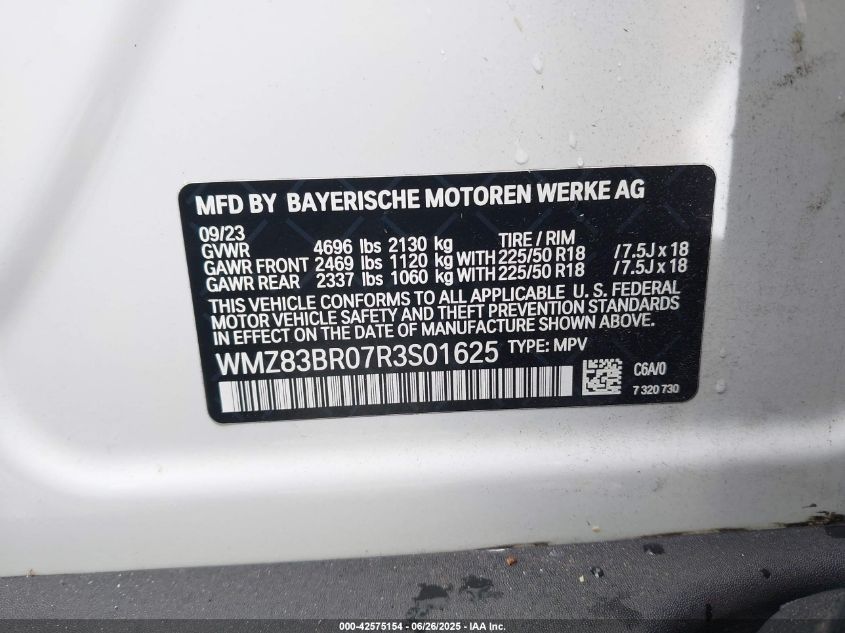 MFD BY BAYERISCHE MOTOREN WERKE AG
09/23 TIRE / RIM
GVWR 4696 lbs 2130 kg
GAWR FRONT 2469 lbs 1120 kg WITH 225/50 R18 / 7.5J x 18
GAWR REAR 2337 lbs 1060 kg WITH 225/50 R18 / 7.5J x 18
THIS VEHICLE CONFORMS TO ALL APPLICABLE U. S. FEDERAL
MOTOR VEHICLE SAFETY AND THEFT PREVENTION STANDARDS
IN EFFECT ON THE DATE OF MANUFACTURE SHOWN ABOVE.
WMZ83BR07R3S01625 TYPE: MPV
C6A/0
7 320 730
000-42575154 / 06/26/2025 - IAA Inc.